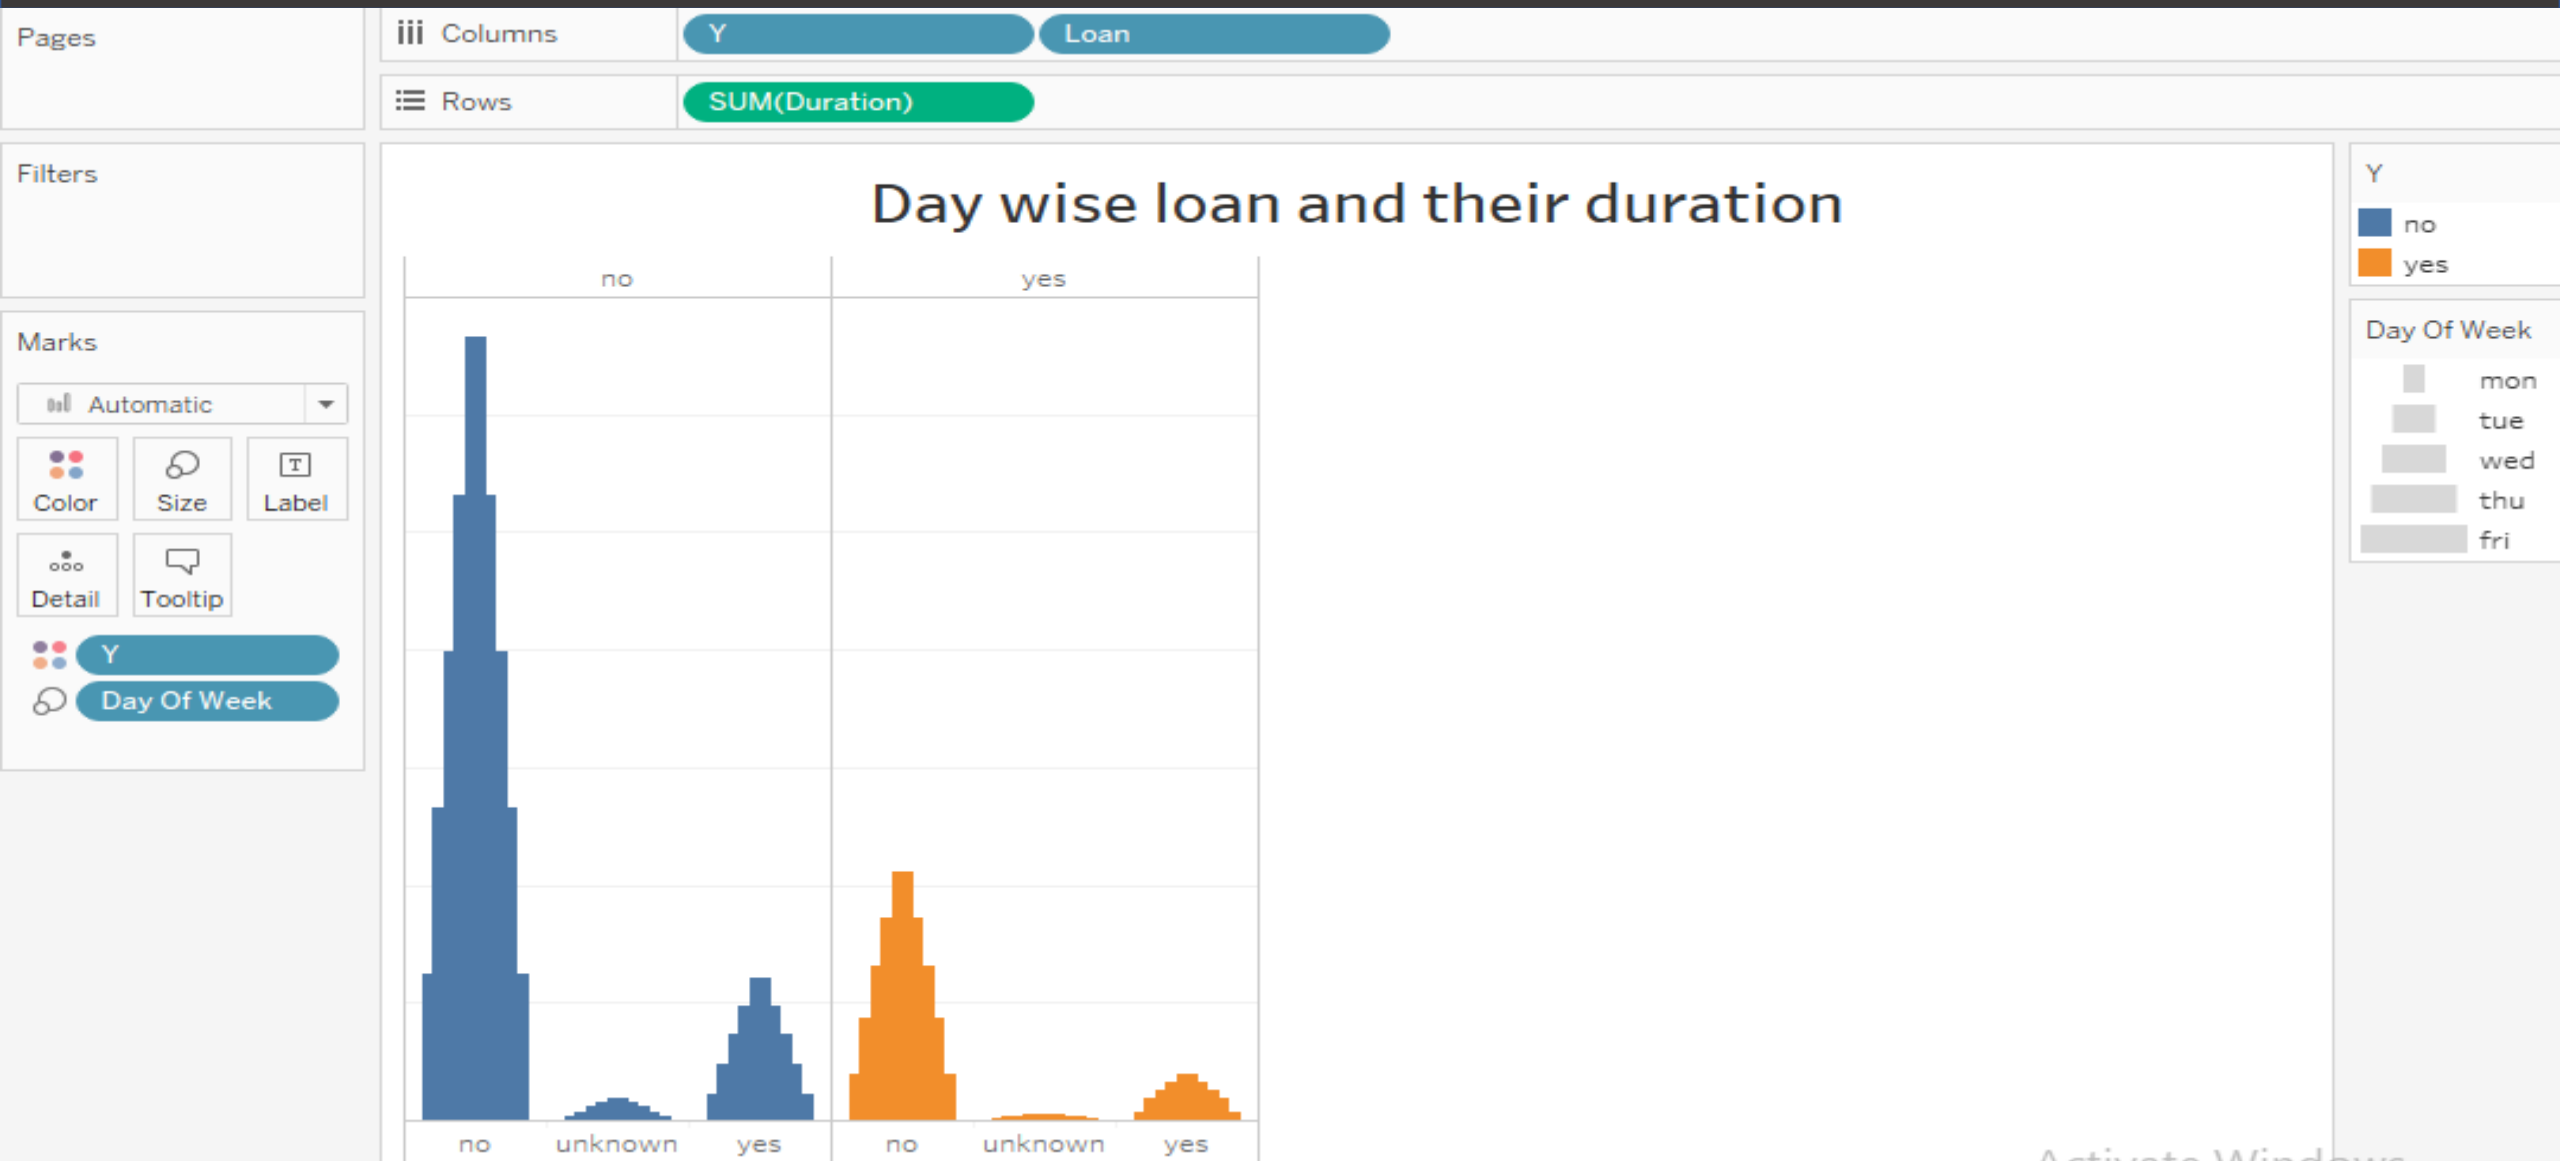 Pages
Columns Y Loan
Rows SUM(Duration)
Filters
Day wise loan and their duration
no yes
no unknown yes no unknown yes
Marks
Automatic
Color Size Label
T
Detail Tooltip
Y
Day Of Week
Y
no
yes
Day Of Week
mon
tue
wed
thu
fri
Activate Windows